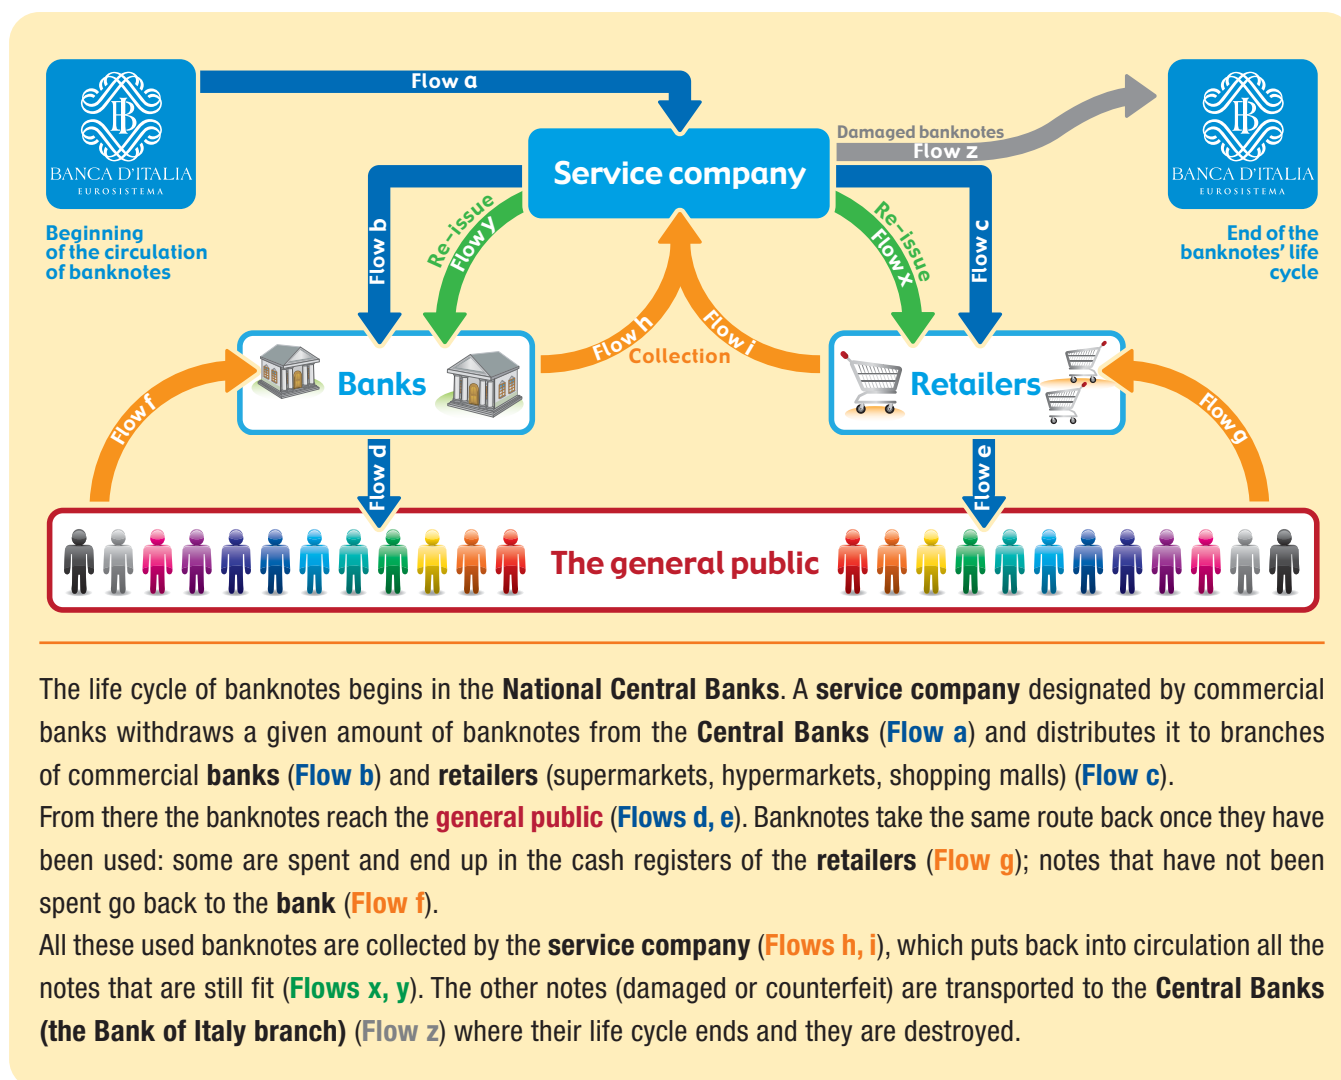 Flow a
BANCA D'ITALIA
EUROSISTEMA
Beginning
of the circulation
of banknotes
Service company
Damaged banknotes
Flow z
BANCA D'ITALIA
EUROSISTEMA
End of the
banknotes' life
cycle
Flow b
Re-issue
Flow y
Re-issue
Flow x
Flow c
Flow h
Flow i
Collection
Flow f
Banks
Retailers
Flow g
Flow d
Flow e
The general public
The life cycle of banknotes begins in the National Central Banks. A service company designated by commercial
banks withdraws a given amount of banknotes from the Central Banks (Flow a) and distributes it to branches
of commercial banks (Flow b) and retailers (supermarkets, hypermarkets, shopping malls) (Flow c).
From there the banknotes reach the general public (Flows d, e). Banknotes take the same route back once they have
been used: some are spent and end up in the cash registers of the retailers (Flow g); notes that have not been
spent go back to the bank (Flow f).
All these used banknotes are collected by the service company (Flows h, i), which puts back into circulation all the
notes that are still fit (Flows x, y). The other notes (damaged or counterfeit) are transported to the Central Banks
(the Bank of Italy branch) (Flow z) where their life cycle ends and they are destroyed.